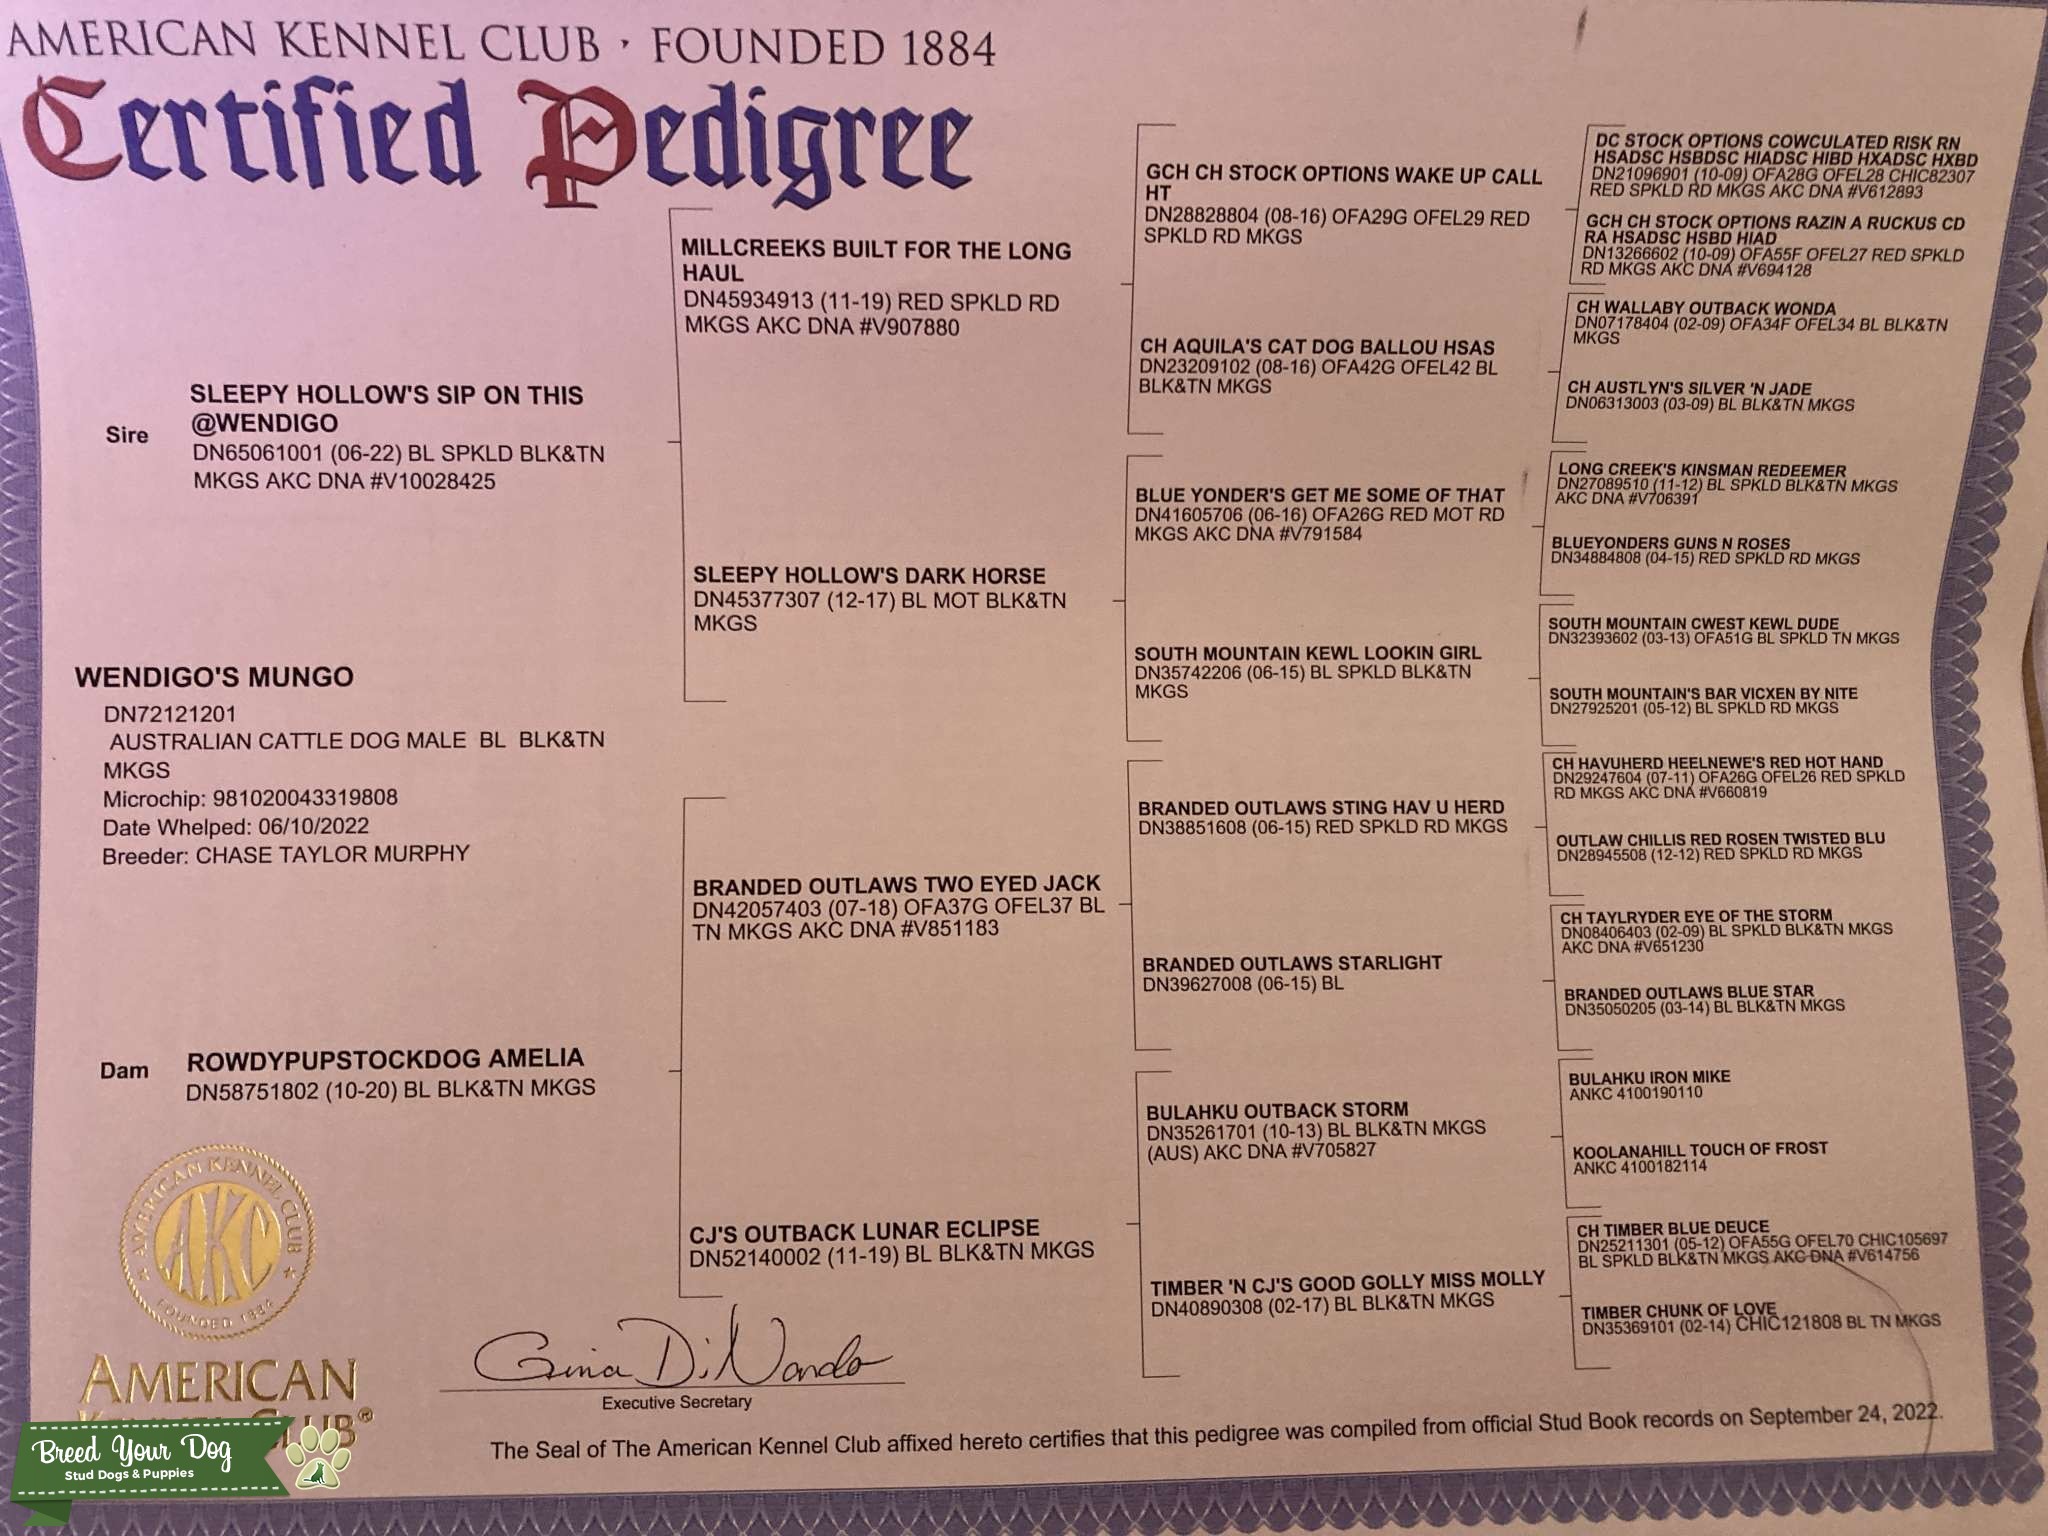 AMERICAN KENNEL CLUB · FOUNDED 1884
Certified Pedigree
Sire
SLEEPY HOLLOW'S SIP ON THIS
@WENDIGO
DN65061001 (06-22) BL SPKLD BLK&TN
MKGS AKC DNA #V10028425
WENDIGO'S MUNGO
DN72121201
AUSTRALIAN CATTLE DOG MALE BL BLK&TN
MKGS
Microchip: 981020043319808
Date Whelped: 06/10/2022
Breeder: CHASE TAYLOR MURPHY
Dam
ROWDYPUPSTOCKDOG AMELIA
DN58751802 (10-20) BL BLK&TN MKGS
MILLCREEKS BUILT FOR THE LONG
HAUL
DN45934913 (11-19) RED SPKLD RD
MKGS AKC DNA #V907880
SLEEPY HOLLOW'S DARK HORSE
DN45377307 (12-17) BL MOT BLK&TN
MKGS
BRANDED OUTLAWS TWO EYED JACK
DN42057403 (07-18) OFA37G OFEL37 BL
TN MKGS AKC DNA #V851183
CJ'S OUTBACK LUNAR ECLIPSE
DN52140002 (11-19) BL BLK&TN MKGS
GCH CH STOCK OPTIONS WAKE UP CALL
HT
DN28828804 (08-16) OFA29G OFEL29 RED
SPKLD RD MKGS
CH AQUILA'S CAT DOG BALLOU HSAS
DN23209102 (08-16) OFA42G OFEL42 BL
BLK&TN MKGS
BLUE YONDER'S GET ME SOME OF THAT
DN41605706 (06-16) OFA26G RED MOT RD
MKGS AKC DNA #V791584
SOUTH MOUNTAIN KEWL LOOKIN GIRL
DN35742206 (06-15) BL SPKLD BLK&TN
MKGS
BRANDED OUTLAWS STING HAV U HERD
DN38851608 (06-15) RED SPKLD RD MKGS
BRANDED OUTLAWS STARLIGHT
DN39627008 (06-15) BL
BULAHKU OUTBACK STORM
DN35261701 (10-13) BL BLK&TN MKGS
(AUS) AKC DNA #V705827
TIMBER 'N CJ'S GOOD GOLLY MISS MOLLY
DN40890308 (02-17) BL BLK&TN MKGS
DC STOCK OPTIONS COWCULATED RISK RN
HSADSC HSBDSC HIADSC HIBD HXADSC HXBD
DN21096901 (10-09) OFA28G OFEL28 CHIC82307
RED SPKLD RD MKGS AKC DNA #V612893
GCH CH STOCK OPTIONS RAZIN A RUCKUS CD
RA HSADSC HSBD HIAD
DN13266602 (10-09) OFA55F OFEL27 RED SPKLD
RD MKGS AKC DNA #V694128
CH WALLABY OUTBACK WONDA
DN07178404 (02-09) OFA34F OFEL34 BL BLK&TN
MKGS
CH AUSTLYN'S SILVER 'N JADE
DN06313003 (03-09) BL BLK&TN MKGS
LONG CREEK'S KINSMAN REDEEMER
DN27089510 (11-12) BL SPKLD BLK&TN MKGS
AKC DNA #V706391
BLUEYONDERS GUNS N ROSES
DN34884808 (04-15) RED SPKLD RD MKGS
SOUTH MOUNTAIN CWEST KEWL DUDE
DN32393602 (03-13) OFA51G BL SPKLD TN MKGS
SOUTH MOUNTAIN'S BAR VICXEN BY NITE
DN27925201 (05-12) BL SPKLD RD MKGS
CH HAVUHERD HEELNEWE'S RED HOT HAND
DN29247604 (07-11) OFA26G OFEL26 RED SPKLD
RD MKGS AKC DNA #V660819
OUTLAW CHILLIS RED ROSEN TWISTED BLU
DN28945508 (12-12) RED SPKLD RD MKGS
CH TAYLRYDER EYE OF THE STORM
DN08406403 (02-09) BL SPKLD BLK&TN MKGS
AKC DNA #V651230
BRANDED OUTLAWS BLUE STAR
DN35050205 (03-14) BL BLK&TN MKGS
BULAHKU IRON MIKE
ANKC 4100190110
KOOLANAHILL TOUCH OF FROST
ANKC 4100182114
CH TIMBER BLUE DEUCE
DN25211301 (05-12) OFA55G OFEL70 CHIC105697
BL SPKLD BLK&TN MKGS AKC DNA #V614756
TIMBER CHUNK OF LOVE
DN35369101 (02-14) CHIC121808 BL TN MKGS
AMERICAN KENNEL CLUB
AKC
FOUNDED 1884
AMERICAN
KENNEL CLUB®
Gina DiNardo
Executive Secretary
The Seal of The American Kennel Club affixed hereto certifies that this pedigree was compiled from official Stud Book records on September 24, 2022.
Breed Your Dog
Stud Dogs & Puppies